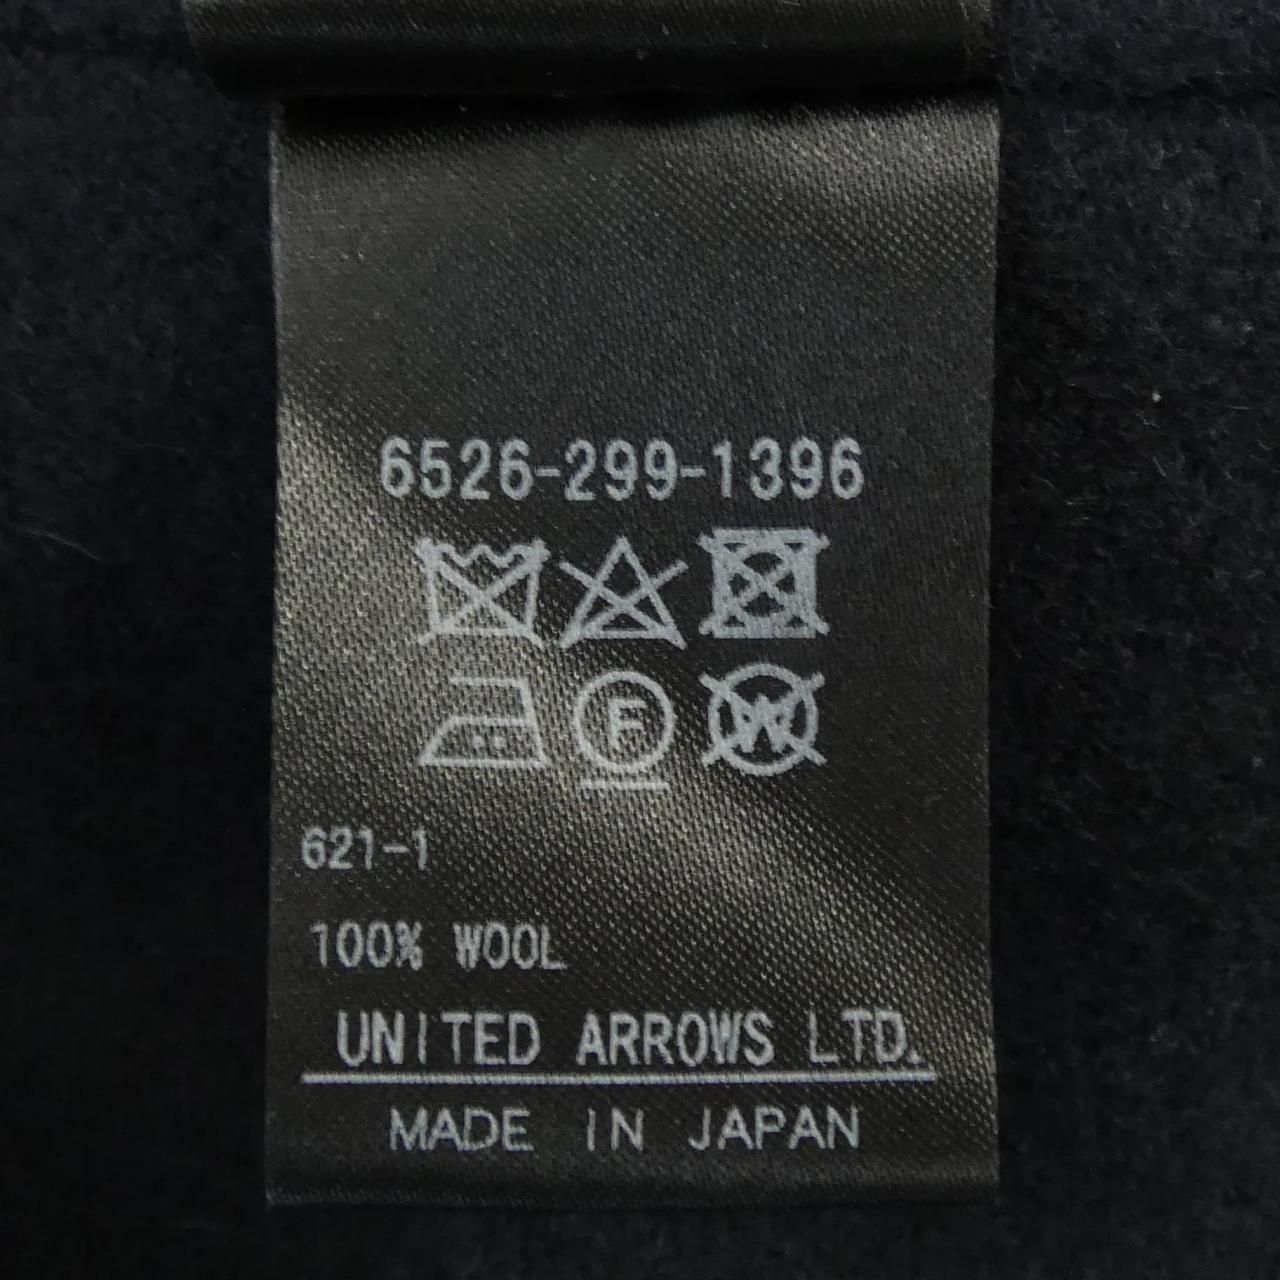 6526-299-1396
F W
621-1
100% WOOL
UNITED ARROWS LTD.
MADE IN JAPAN